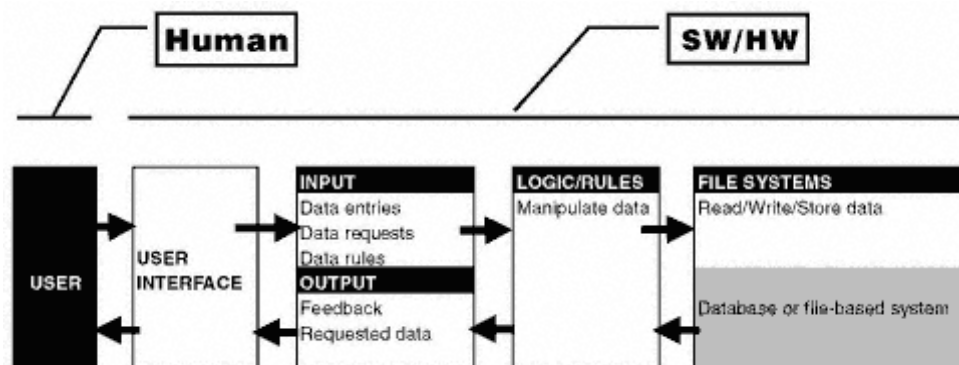 Human
SW/HW
USER
USER
INTERFACE
INPUT
Data entries
Data requests
Data rules
OUTPUT
Feedback
Requested data
LOGIC/RULES
Manipulate data
FILE SYSTEMS
Read/Write/Store data
Database or file-based system